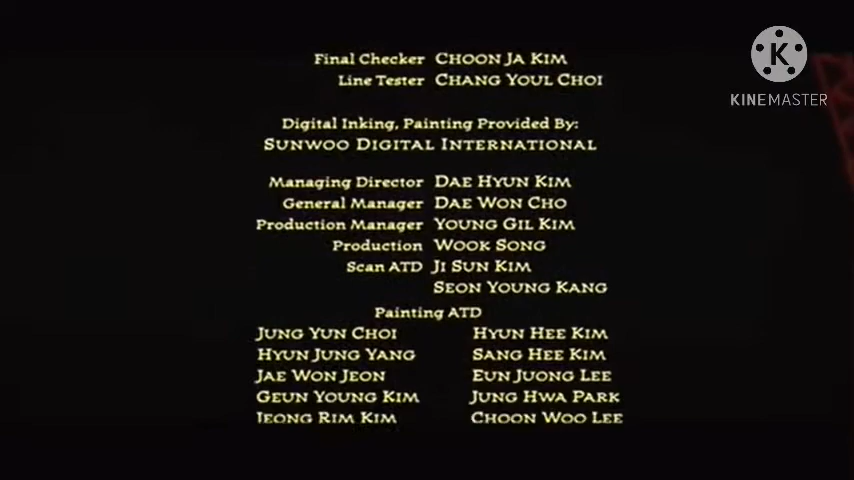 Final Checker CHOON JA KIM
Line Tester CHANG YOUL CHOI
Digital Inking, Painting Provided By:
SUNWOO DIGITAL INTERNATIONAL
Managing Director DAE HYUN KIM
General Manager DAE WON CHO
Production Manager YOUNG GIL KIM
Production WOOK SONG
Scan ATD JI SUN KIM
SEON YOUNG KANG
Painting ATD
JUNG YUN CHOI HYUN HEE KIM
HYUN JUNG YANG SANG HEE KIM
JAE WON JEON EUN JUONG LEE
GEUN YOUNG KIM JUNG HWA PARK
JEONG RIM KIM CHOON WOO LEE
KINEMASTER